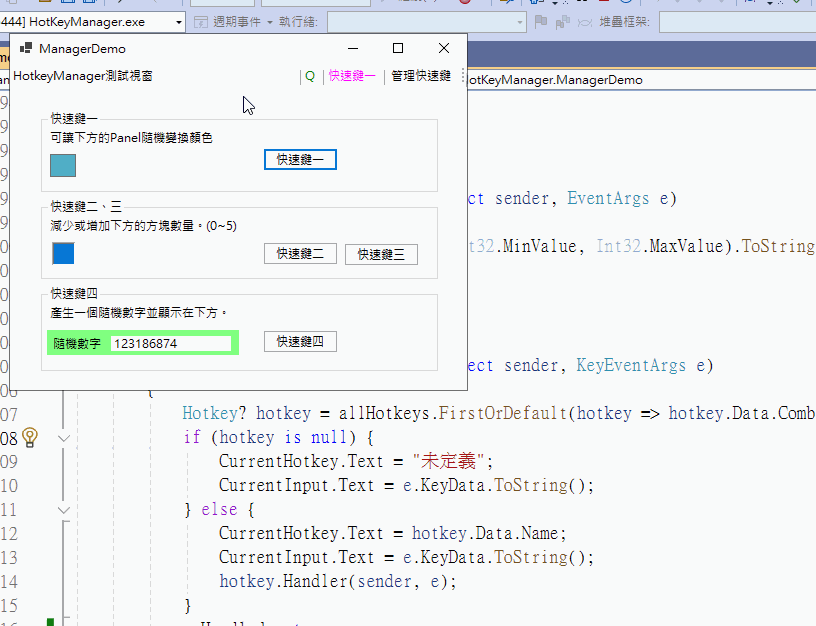 4444] HotKeyManager.exe 週期事件 執行緒: 堆疊框架:
ManagerDemo
HotkeyManager測試視窗 Q 快速鍵一 管理快速鍵
otKeyManager.ManagerDemo
快速鍵一
可讓下方的Panel隨機變換顏色
快速鍵一
ct sender, EventArgs e)
快速鍵二、三
減少或增加下方的方塊數量。(0~5)
快速鍵二 快速鍵三
t32.MinValue, Int32.MaxValue).ToString
快速鍵四
產生一個隨機數字並顯示在下方。
隨機數字 123186874 快速鍵四
ect sender, KeyEventArgs e)
{
07 Hotkey? hotkey = allHotkeys.FirstOrDefault(hotkey => hotkey.Data.Comb
08 if (hotkey is null) {
09 CurrentHotkey.Text = "未定義";
10 CurrentInput.Text = e.KeyData.ToString();
11 } else {
12 CurrentHotkey.Text = hotkey.Data.Name;
13 CurrentInput.Text = e.KeyData.ToString();
14 hotkey.Handler(sender, e);
15 }